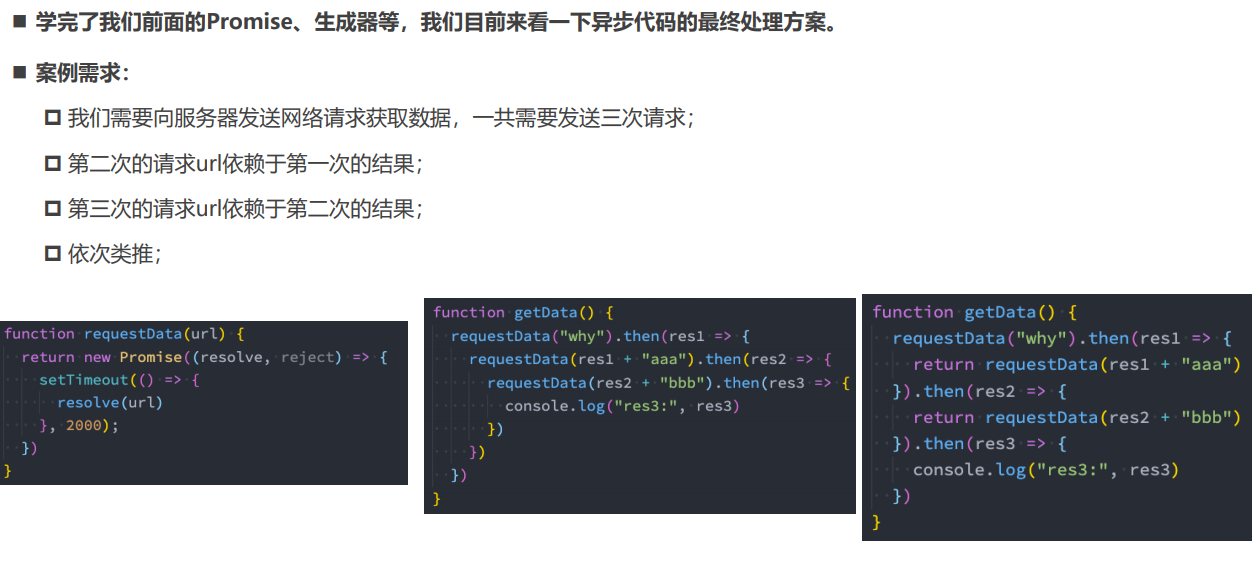 ■ 学完了我们前面的Promise、生成器等，我们目前来看一下异步代码的最终处理方案。
■ 案例需求：
我们需要向服务器发送网络请求获取数据，一共需要发送三次请求；
第二次的请求url依赖于第一次的结果；
第三次的请求url依赖于第二次的结果；
依次类推；
function requestData(url) {
  return new Promise((resolve, reject) => {
    setTimeout(() => {
      resolve(url)
    }, 2000);
  })
}
function getData() {
  requestData("why").then(res1 => {
    requestData(res1 + "aaa").then(res2 => {
      requestData(res2 + "bbb").then(res3 => {
        console.log("res3:", res3)
      })
    })
  })
}
function getData() {
  requestData("why").then(res1 => {
    return requestData(res1 + "aaa")
  }).then(res2 => {
    return requestData(res2 + "bbb")
  }).then(res3 => {
    console.log("res3:", res3)
  })
}